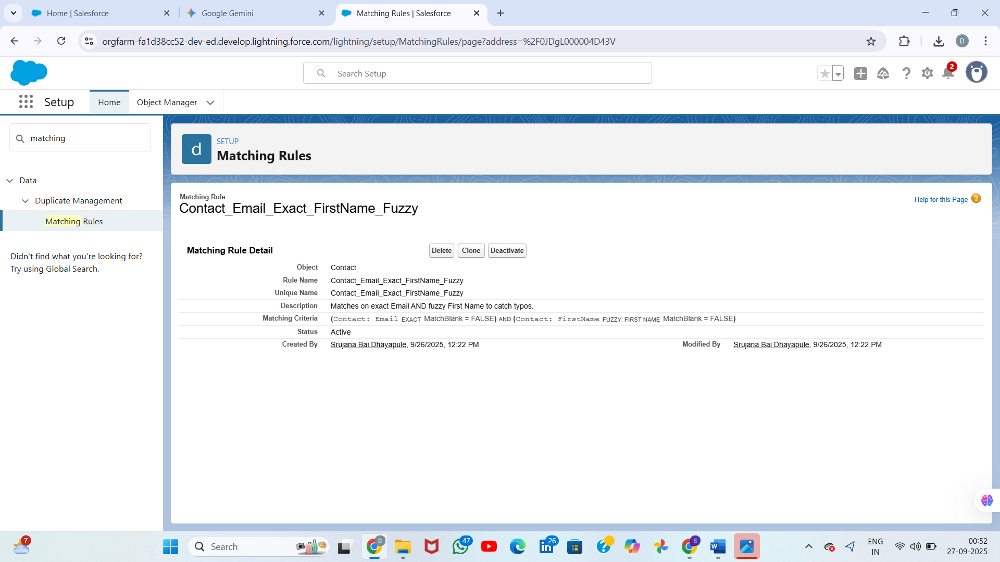 Home | Salesforce
Google Gemini
Matching Rules | Salesforce
orgfarm-fa1d38cc52-dev-ed.develop.lightning.force.com/lightning/setup/MatchingRules/page?address=%2F0JDgL000004D43V
D
Search Setup
2
Setup
Home
Object Manager
matching
Data
Duplicate Management
Matching Rules
Didn't find what you're looking for?
Try using Global Search.
d
SETUP
Matching Rules
Matching Rule
Contact_Email_Exact_FirstName_Fuzzy
Help for this Page ?
Matching Rule Detail
Delete Clone Deactivate
Object Contact
Rule Name Contact_Email_Exact_FirstName_Fuzzy
Unique Name Contact_Email_Exact_FirstName_Fuzzy
Description Matches on exact Email AND fuzzy First Name to catch typos.
Matching Criteria (Contact: Email EXACT MatchBlank = FALSE) AND (Contact: FirstName FUZZY: FIRST NAME MatchBlank = FALSE)
Status Active
Created By Srujana Bai Dhayapule, 9/26/2025, 12:22 PM Modified By Srujana Bai Dhayapule, 9/26/2025, 12:22 PM
7
Search
D
47
in
26
?
S
W
ENG
IN
00:52
27-09-2025